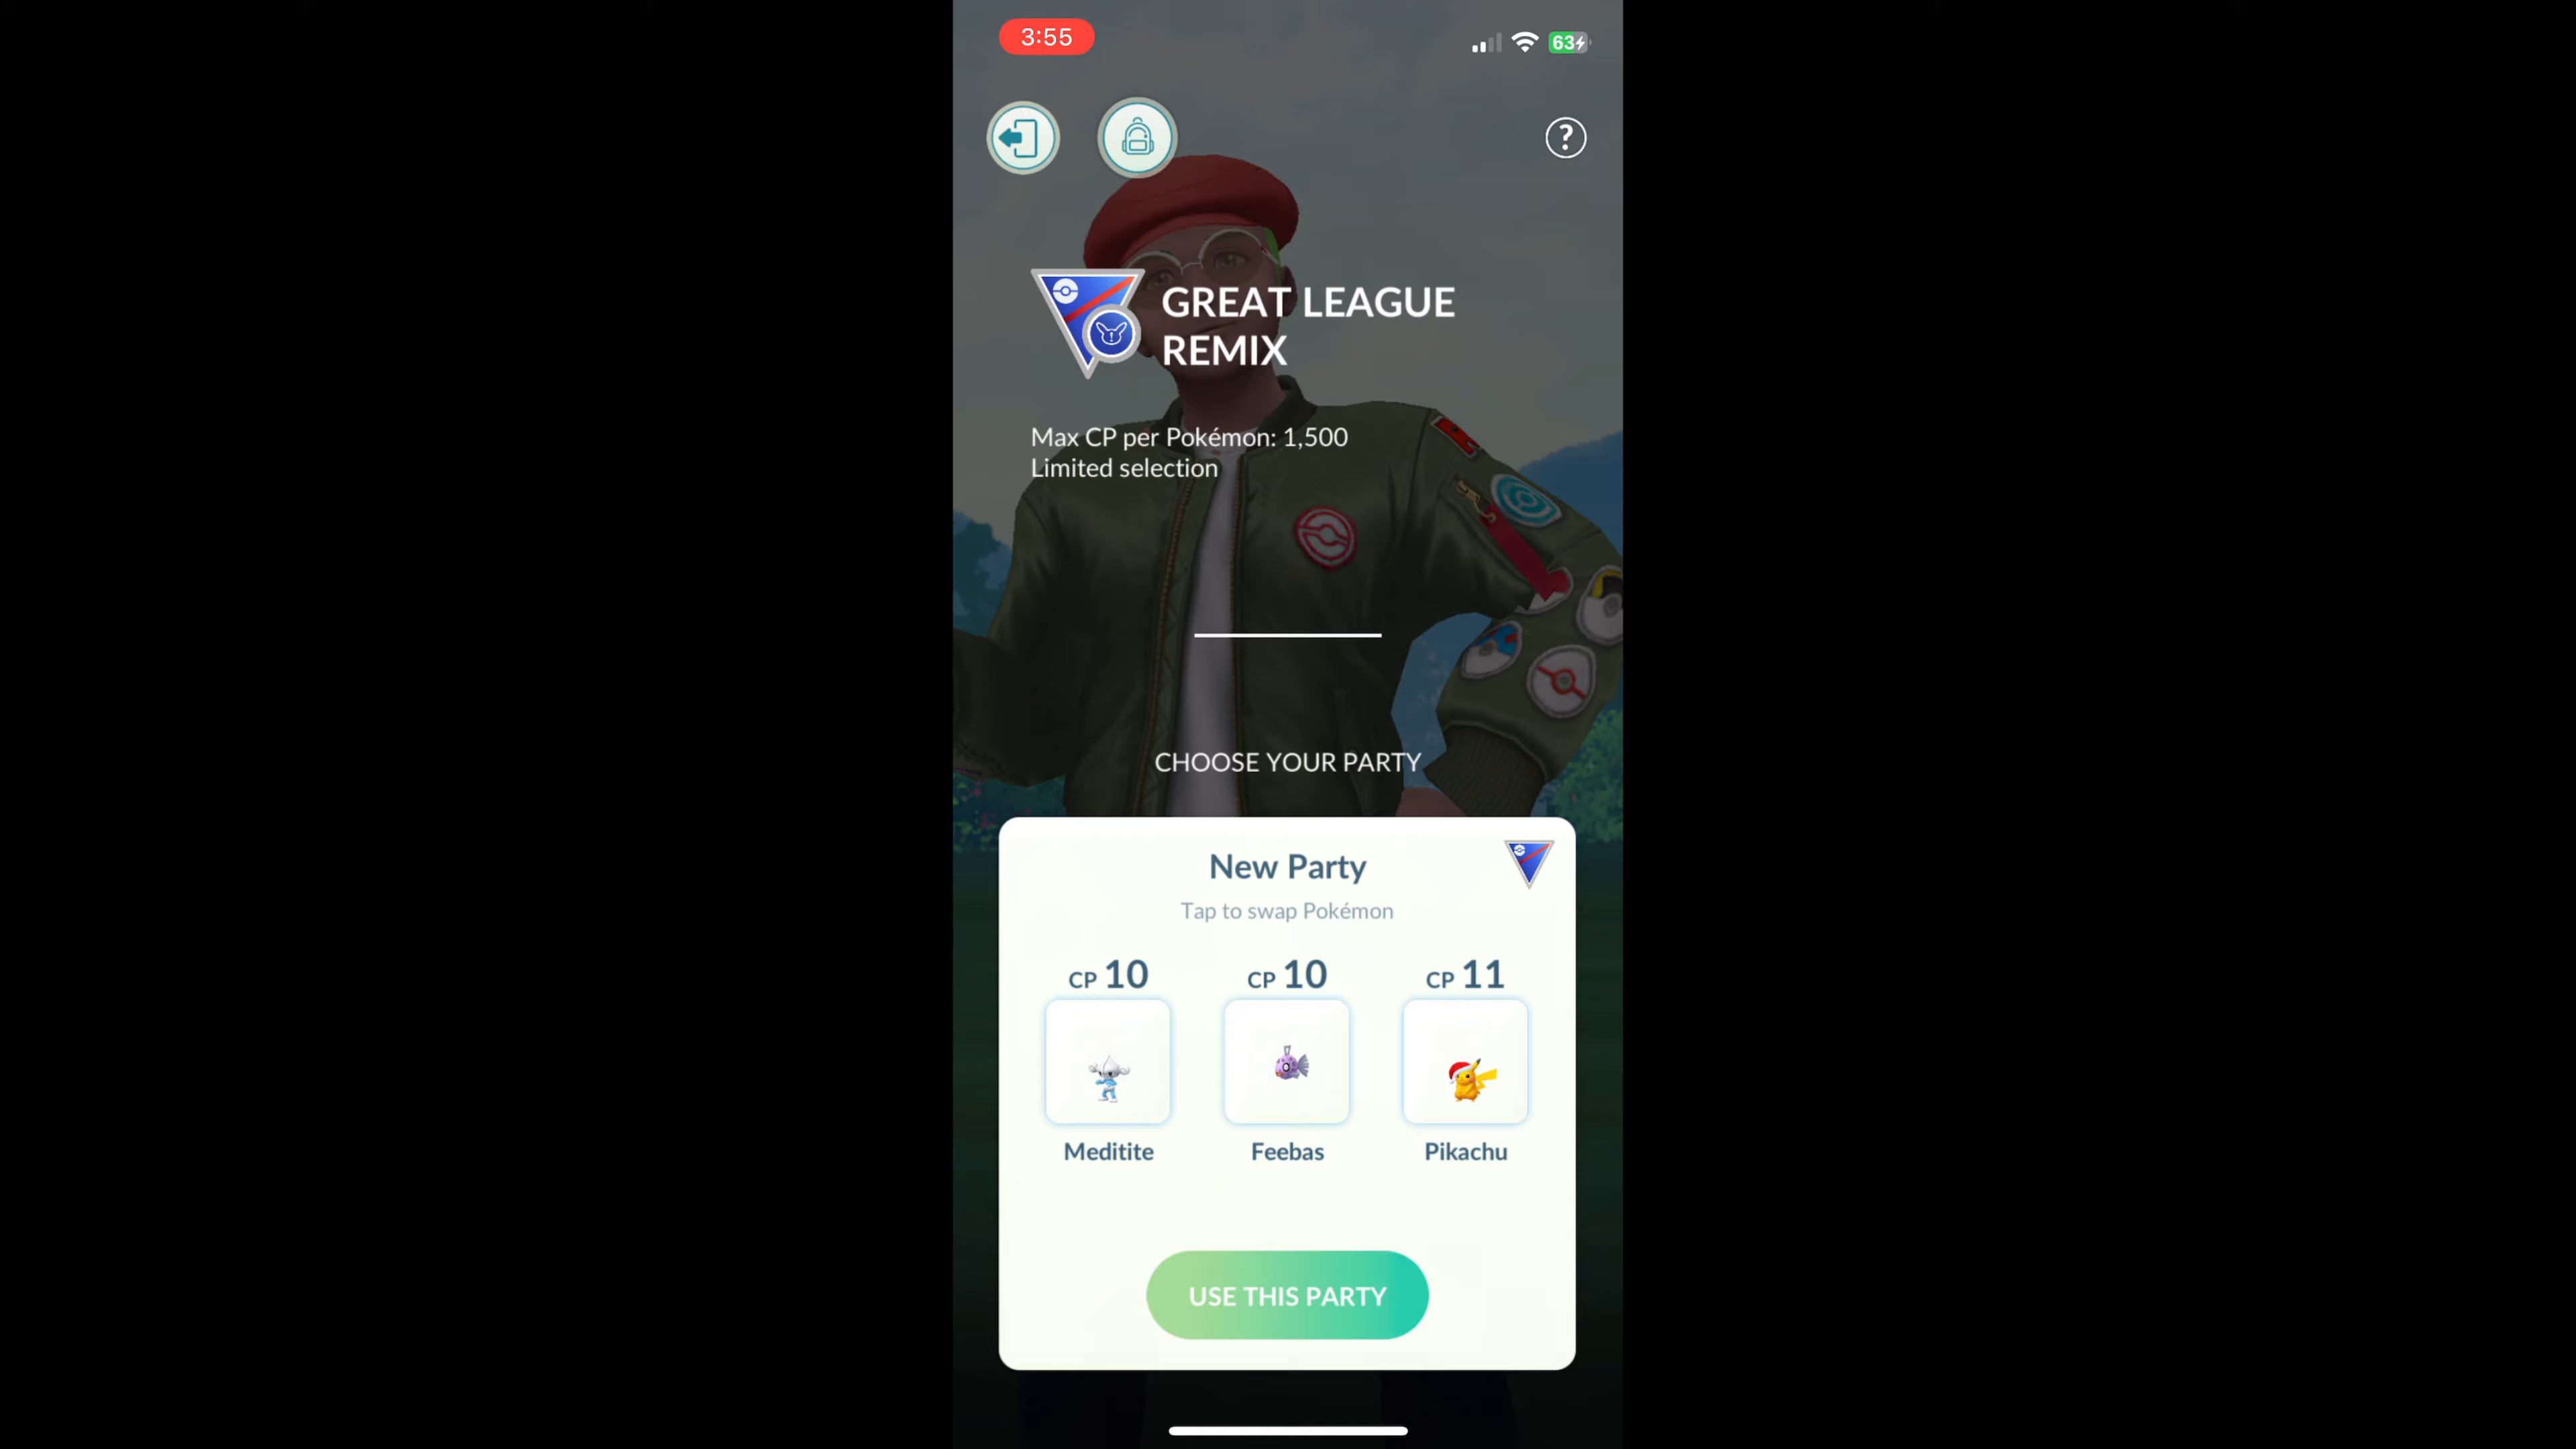 3:55
63
?
GREAT LEAGUE
REMIX
Max CP per Pokémon: 1,500
Limited selection
CHOOSE YOUR PARTY
New Party
Tap to swap Pokémon
CP 10 CP 10 CP 11
Meditite Feebas Pikachu
USE THIS PARTY